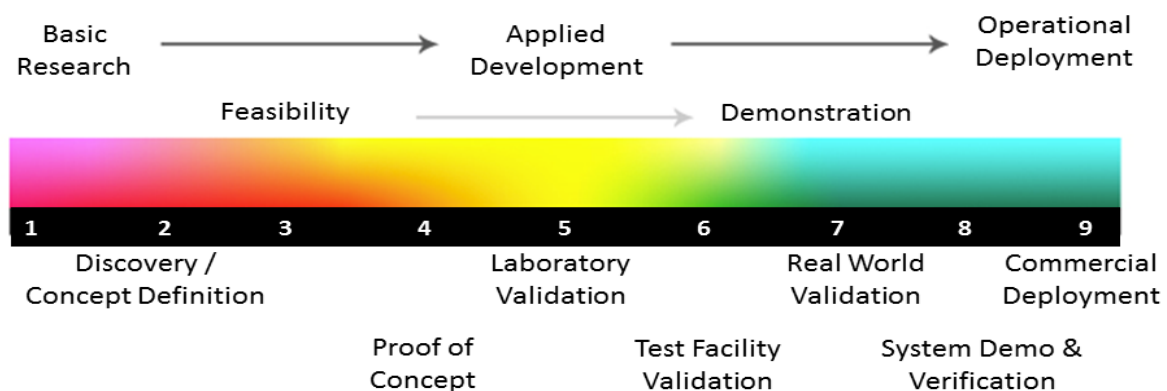 Basic
Research
Applied
Development
Operational
Deployment
Feasibility
Demonstration
1 2 3 4 5 6 7 8 9
Discovery /
Concept Definition
Laboratory
Validation
Real World
Validation
Commercial
Deployment
Proof of
Concept
Test Facility
Validation
System Demo &
Verification